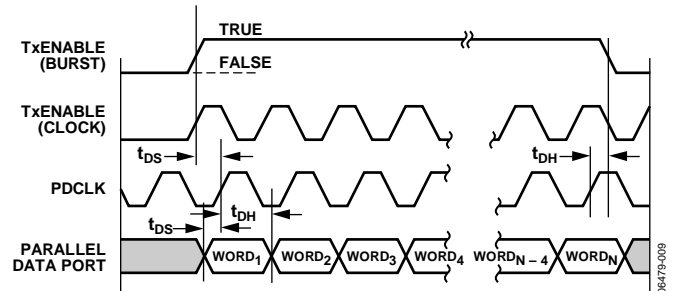 TRUE
TxENABLE
(BURST)
FALSE
TxENABLE
(CLOCK)
tDS
tDH
PDCLK
tDS
tDH
PARALLEL
DATA PORT
WORD1 WORD2 WORD3 WORD4 WORDN – 4 WORDN
06479-009